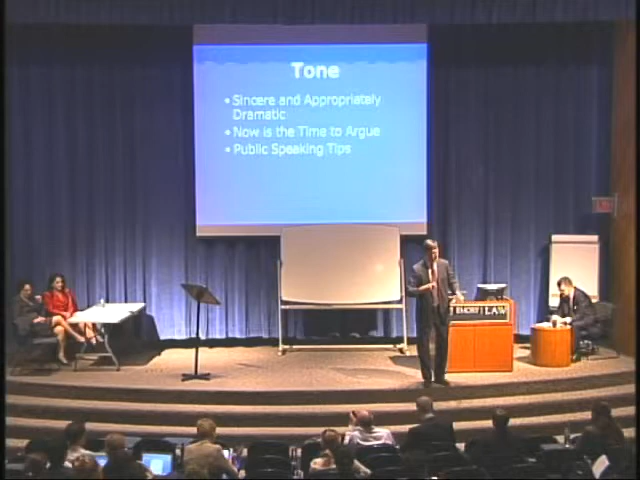 Tone
• Sincere and Appropriately
Dramatic
• Now is the Time to Argue
• Public Speaking Tips
EMORY | LAW